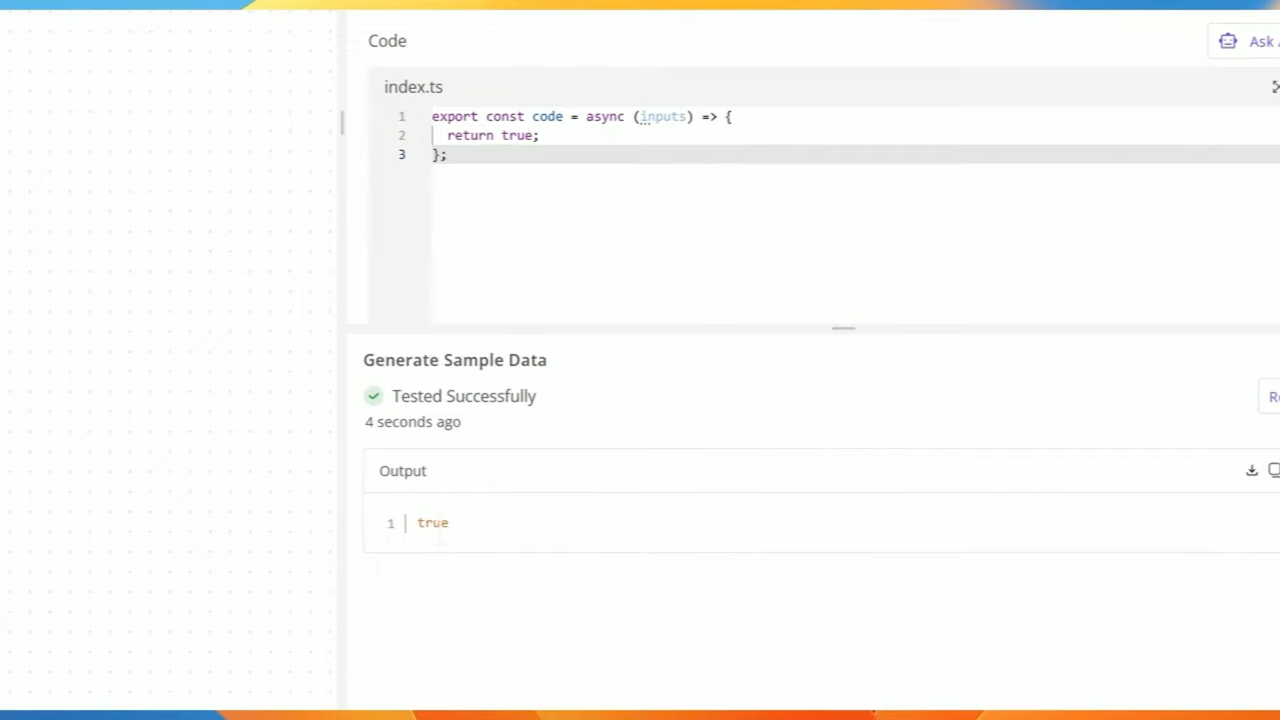 Code
Ask
index.ts
1 export const code = async (inputs) => {
2 return true;
3 };
Generate Sample Data
Tested Successfully
4 seconds ago
Output
1 true